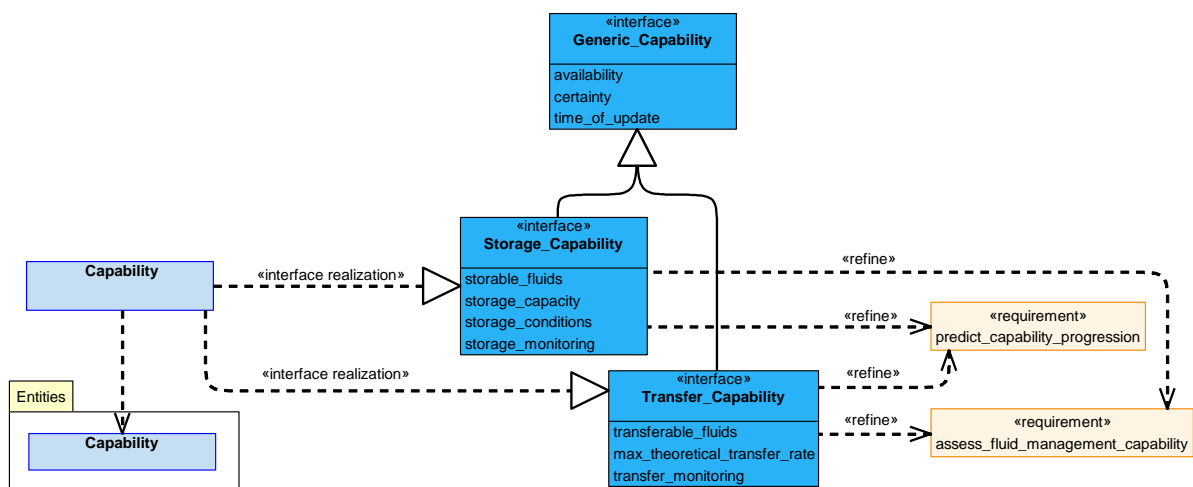 «interface»
Generic_Capability
availability
certainty
time_of_update
«interface»
Storage_Capability
storable_fluids
storage_capacity
storage_conditions
storage_monitoring
Capability
«interface realization»
«refine»
«refine»
«requirement»
predict_capability_progression
«interface realization»
«refine»
«interface»
Transfer_Capability
transferable_fluids
max_theoretical_transfer_rate
transfer_monitoring
«refine»
«requirement»
assess_fluid_management_capability
Entities
Capability